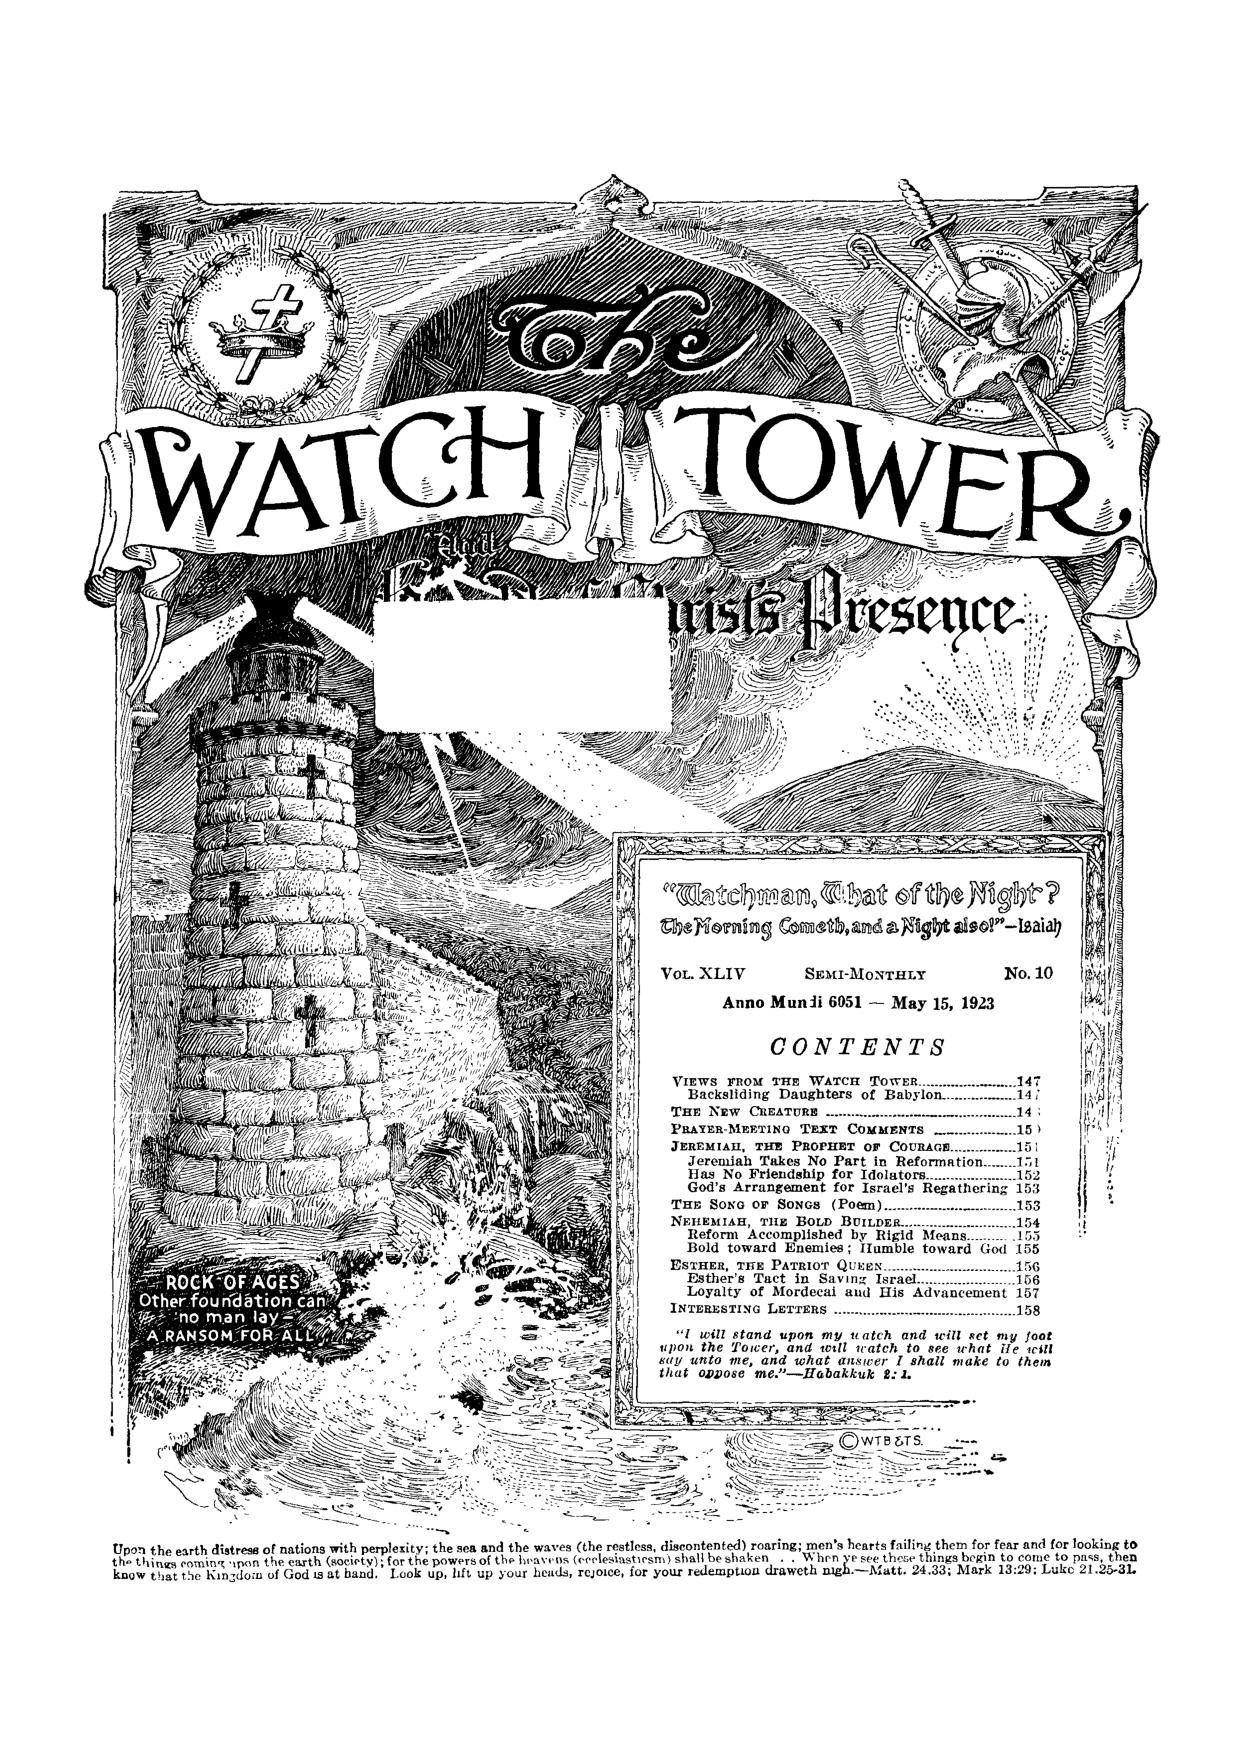 The
WATCH TOWER
And
Christ's Presence
"Watchman, What of the Night?
The Morning Cometh, and a Night also!"—Isaiah
VOL. XLIV SEMI-MONTHLY No. 10
Anno Mundi 6051 — May 15, 1923
CONTENTS
VIEWS FROM THE WATCH TOWER 147
Backsliding Daughters of Babylon
THE NEW CREATURE
PRAYER-MEETING TEXT COMMENTS
JEREMIAH, THE PROPHET OF COURAGE 151
Jeremiah Takes No Part in Reformation 151
Has No Friendship for Idolators 152
God's Arrangement for Israel's Regathering 153
THE SONG OF SONGS (Poem) 153
NEHEMIAH, THE BOLD BUILDER 154
Reform Accomplished by Rigid Means 155
Bold toward Enemies; Humble toward God 155
ESTHER, THE PATRIOT QUEEN 156
Esther's Tact in Saving Israel 156
Loyalty of Mordecai and His Advancement 157
INTERESTING LETTERS 158
"I will stand upon my watch and will set my foot
upon the Tower, and will watch to see what He will
say unto me, and what answer I shall make to them
that oppose me."—Habakkuk 2:1.
ROCK OF AGES
Other foundation can
no man lay—
A RANSOM FOR ALL
©WTB&TS.
Upon the earth distress of nations with perplexity; the sea and the waves (the restless, discontented) roaring; men's hearts failing them for fear and for looking to
the things coming upon the earth (society); for the powers of the heavens (ecclesiasticsm) shall be shaken . . When ye see these things begin to come to pass, then
know that the Kingdom of God is at hand. Look up, lift up your heads, rejoice, for your redemption draweth nigh.—Matt. 24.33; Mark 13:29; Luke 21.25-31.